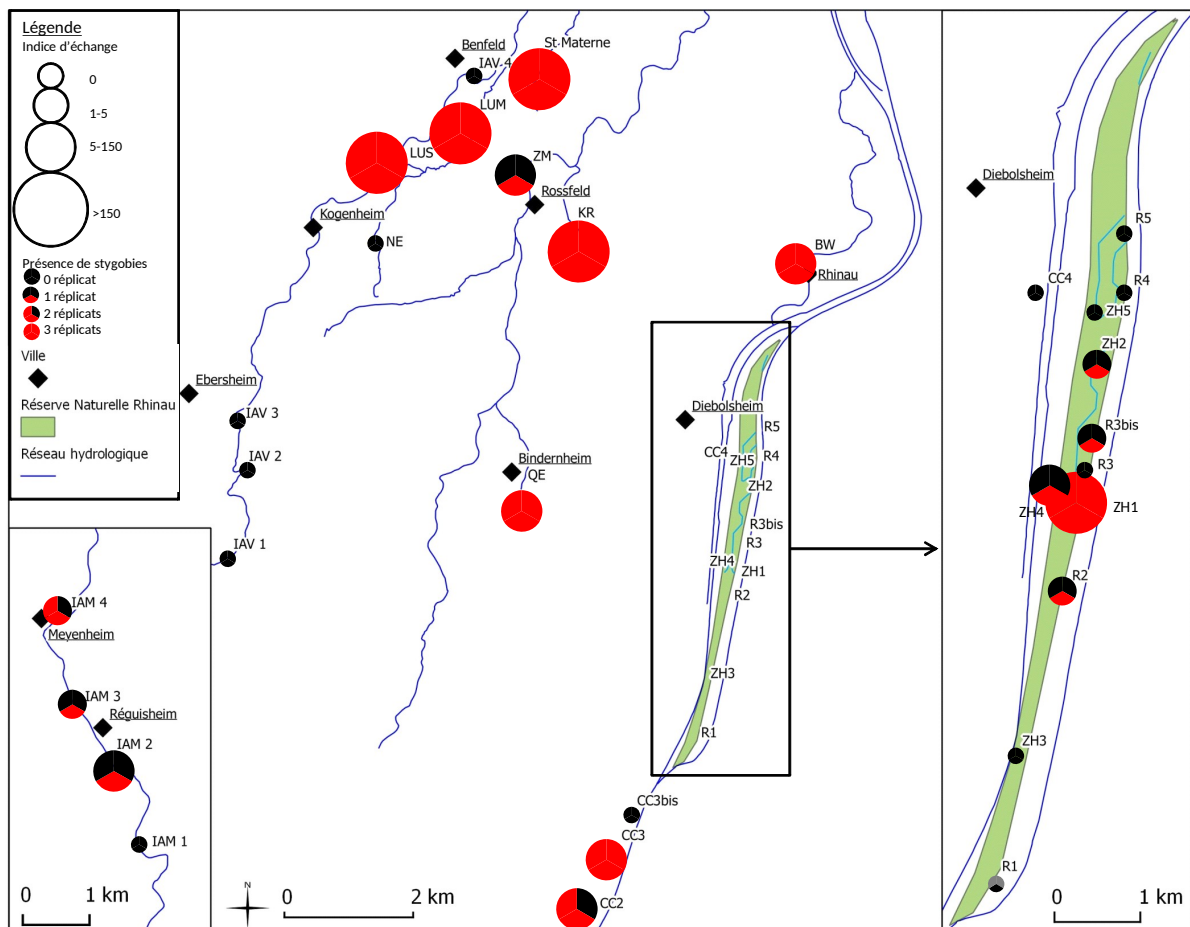 Légende
Indice d'échange
0
1-5
5-150
>150
Présence de stygobies
0 réplicat
1 réplicat
2 réplicats
3 réplicats
Ville
Réserve Naturelle Rhinau
Réseau hydrologique
Benfeld
IAV 4
St-Materne
LUM
LUS
ZM
Rossfeld
Kogenheim
NE
KR
BW
Rhinau
Ebersheim
IAV 3
IAV 2
IAV 1
Bindernheim
QE
Diebolsheim
R5
CC4
ZH5
R4
ZH2
R3bis
R3
ZH4
ZH1
R2
ZH3
R1
CC3bis
CC3
CC2
N
0
2 km
IAM 4
Meyenheim
IAM 3
Réguisheim
IAM 2
IAM 1
0
1 km
Diebolsheim
R5
CC4
R4
ZH5
ZH2
R3bis
R3
ZH4
ZH1
R2
ZH3
R1
0
1 km